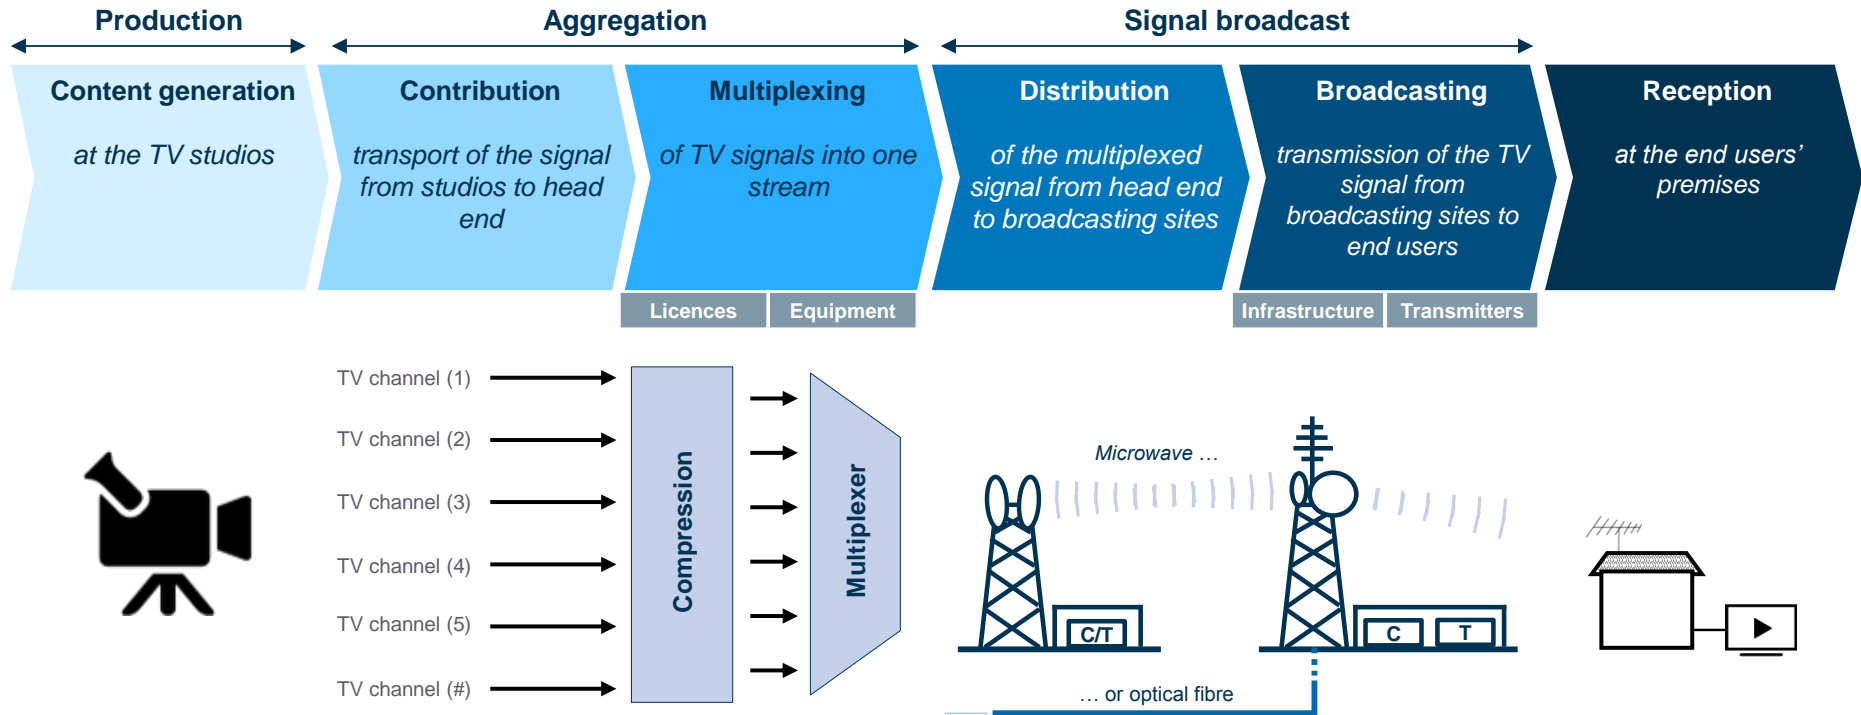 Production
Aggregation
Signal broadcast
Content generation
at the TV studios
Contribution
transport of the signal
from studios to head
end
Multiplexing
of TV signals into one
stream
Distribution
of the multiplexed
signal from head end
to broadcasting sites
Broadcasting
transmission of the TV
signal from
broadcasting sites to
end users
Reception
at the end users’
premises
Licences
Equipment
Infrastructure
Transmitters
TV channel (1)
TV channel (2)
TV channel (3)
TV channel (4)
TV channel (5)
TV channel (#)
Compression
Multiplexer
Microwave …
C/T
C
T
… or optical fibre